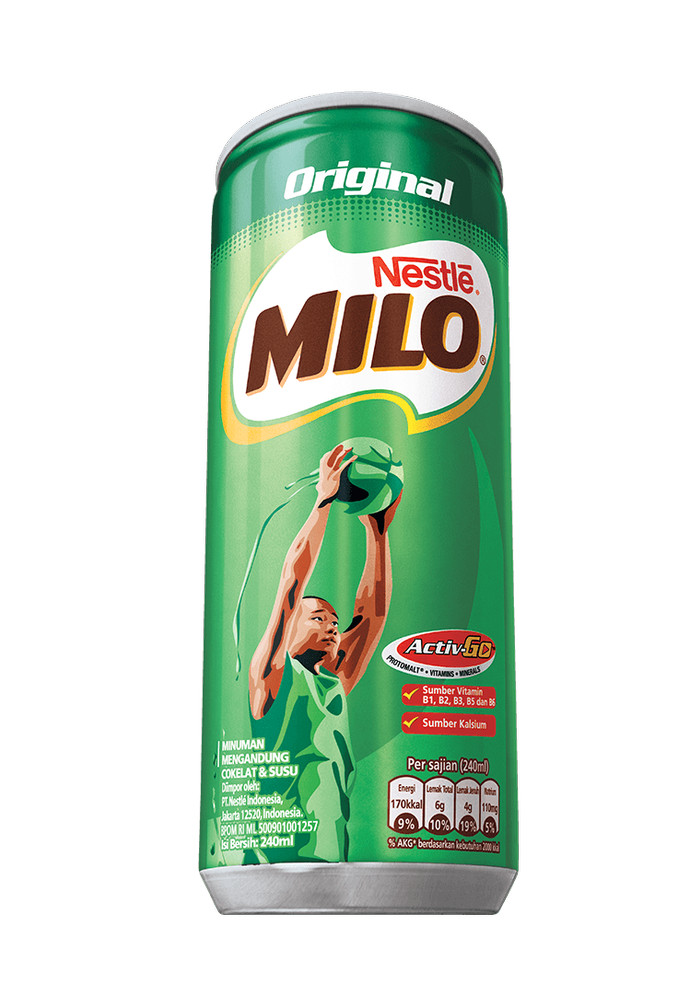 Original
Nestlé®
MILO®
Activ-GO
PROTOMALT® • VITAMINS • MINERALS
Sumber Vitamin
B1, B2, B3, B5 dan B6
Sumber Kalsium
MINUMAN
MENGANDUNG
COKELAT & SUSU
Diimpor oleh:
PT. Nestlé Indonesia,
Jakarta 12520, Indonesia.
BPOM RI ML 500901001257
Isi Bersih: 240ml
Per sajian (240ml)
Energi Lemak Total Lemak Jenuh Natrium
170kkal 6g 4g 110mg
9% 10% 19% 5%
% AKG* berdasarkan kebutuhan 2000 kkal